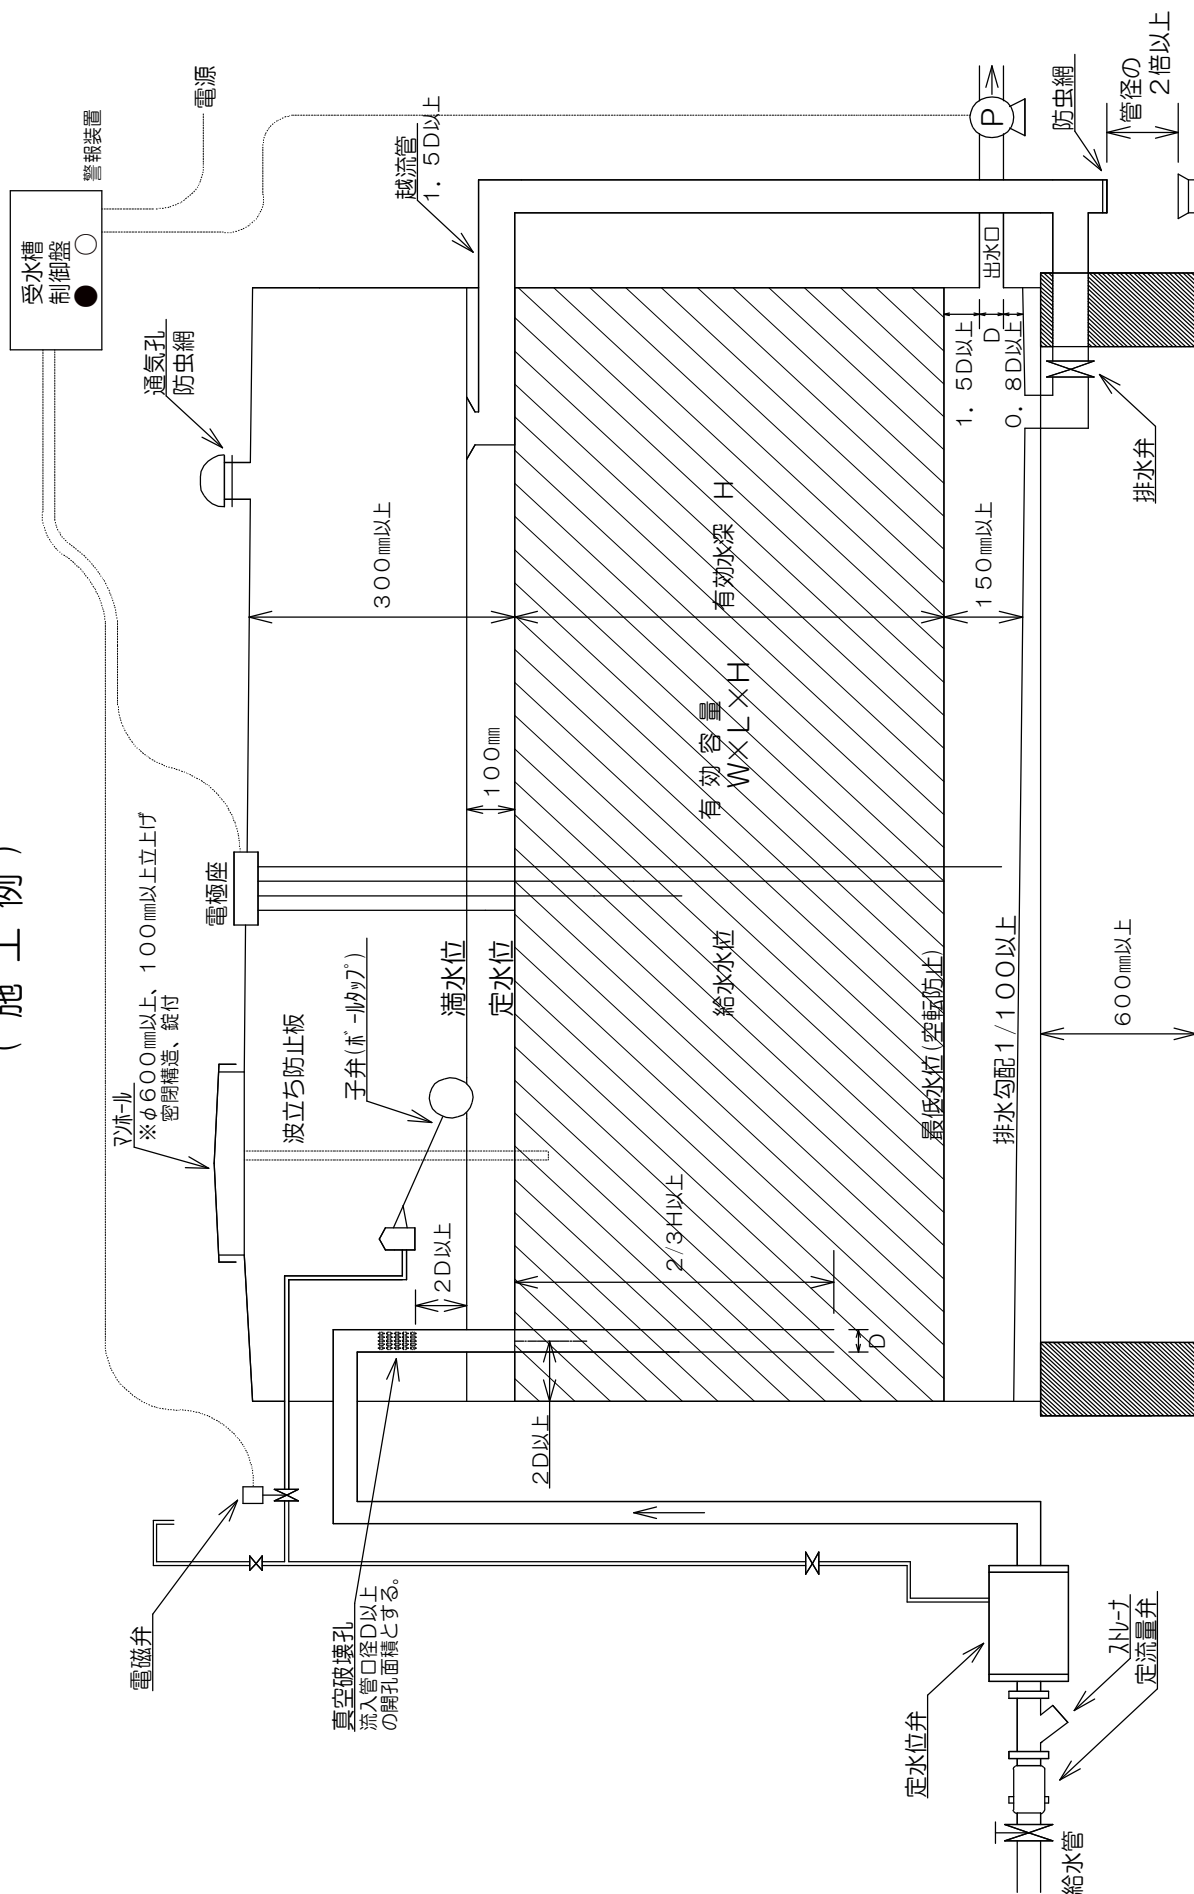 (施工例)
受水槽
制御盤
警報装置
電源
通気孔
防虫網
越流管
1.5D以上
P
防虫網
管径の
2倍以上
出水口
マンホール
※φ600㎜以上、100㎜以上立上げ
密閉構造、錠付
電極座
波立ち防止板
子弁(ボールタップ)
満水位
定水位
300㎜以上
100㎜
有効水深 H
有効容量
W×L×H
給水水位
最低水位(空転防止)
排水勾配1/100以上
1.5D以上
D
0.8D以上
150㎜以上
排水弁
600㎜以上
2D以上
2/3H以上
D
2D以上
電磁弁
真空破壊孔
流入管口径D以上
の開孔面積とする。
定水位弁
ストレーナ
定流量弁
給水管